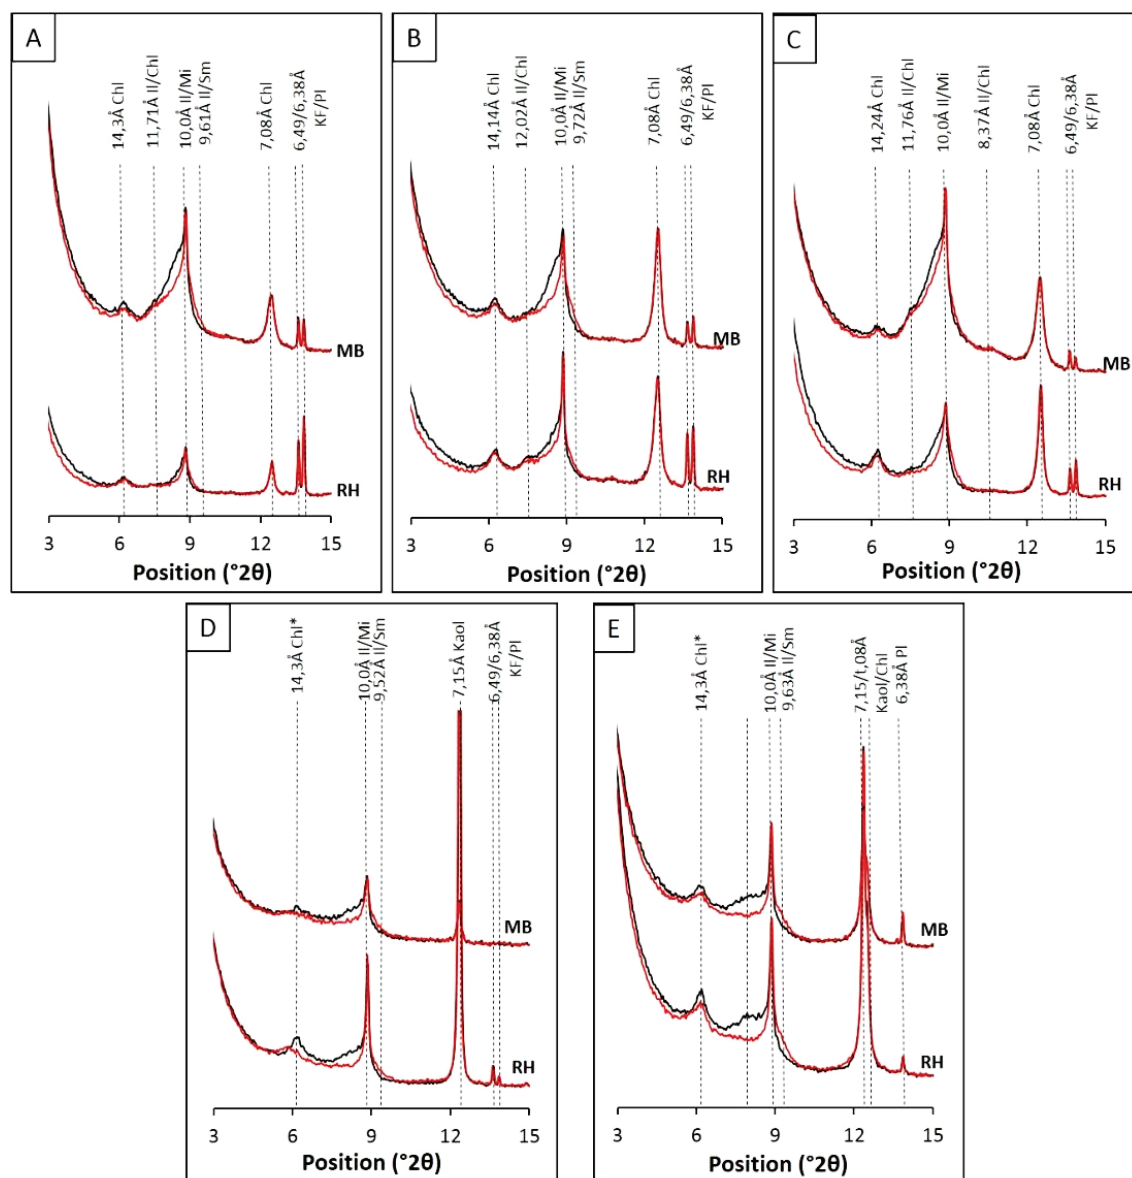 A
14,3Å Chl
11,71Å Il/Chl
10,0Å Il/Mi
9,61Å Il/Sm
7,08Å Chl
6,49/6,38Å
KF/Pl
MB
RH
3 6 9 12 15
Position (°2θ)
B
14,14Å Chl
12,02Å Il/Chl
10,0Å Il/Mi
9,72Å Il/Sm
7,08Å Chl
6,49/6,38Å
KF/Pl
MB
RH
3 6 9 12 15
Position (°2θ)
C
14,24Å Chl
11,76Å Il/Chl
10,0Å Il/Mi
8,37Å Il/Chl
7,08Å Chl
6,49/6,38Å
KF/Pl
MB
RH
3 6 9 12 15
Position (°2θ)
D
14,3Å Chl*
10,0Å Il/Mi
9,52Å Il/Sm
7,15Å Kaol
6,49/6,38Å
KF/Pl
MB
RH
3 6 9 12 15
Position (°2θ)
E
14,3Å Chl*
10,0Å Il/Mi
9,63Å Il/Sm
7,15/t,08Å
Kaol/Chl
6,38Å Pl
MB
RH
3 6 9 12 15
Position (°2θ)